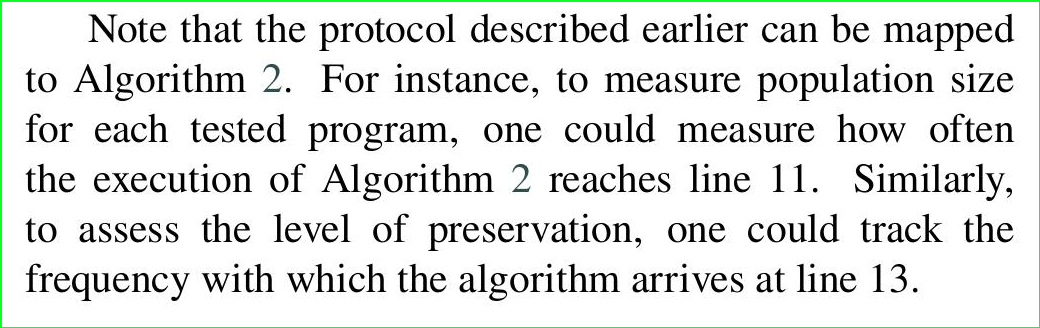 Note that the protocol described earlier can be mapped
to Algorithm 2. For instance, to measure population size
for each tested program, one could measure how often
the execution of Algorithm 2 reaches line 11. Similarly,
to assess the level of preservation, one could track the
frequency with which the algorithm arrives at line 13.